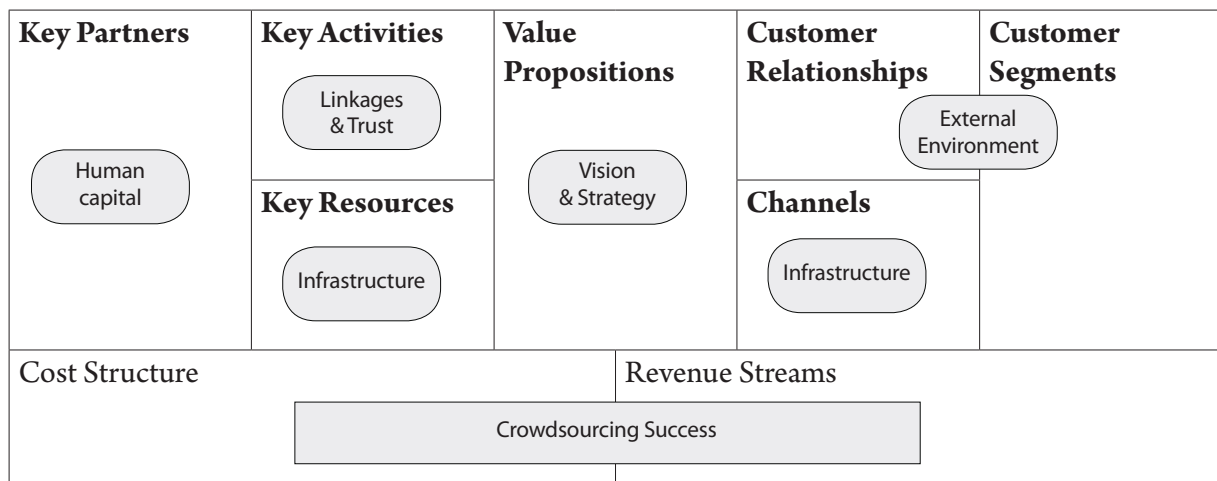 Key Partners
Human
capital
Key Activities
Linkages
& Trust
Key Resources
Infrastructure
Value
Propositions
Vision
& Strategy
Customer
Relationships
Customer
Segments
External
Environment
Channels
Infrastructure
Cost Structure
Revenue Streams
Crowdsourcing Success